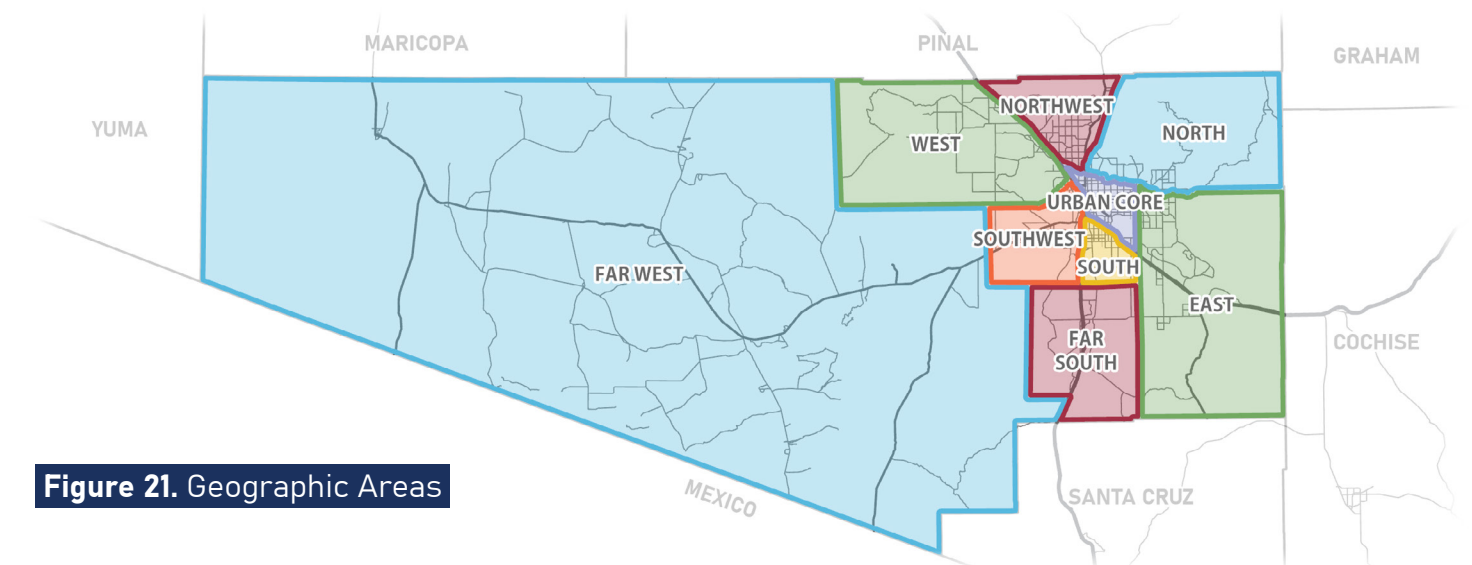 MARICOPA
PINAL
GRAHAM
YUMA
NORTHWEST
NORTH
WEST
URBAN CORE
SOUTHWEST
SOUTH
FAR WEST
EAST
FAR
SOUTH
COCHISE
Figure 21. Geographic Areas
MEXICO
SANTA CRUZ